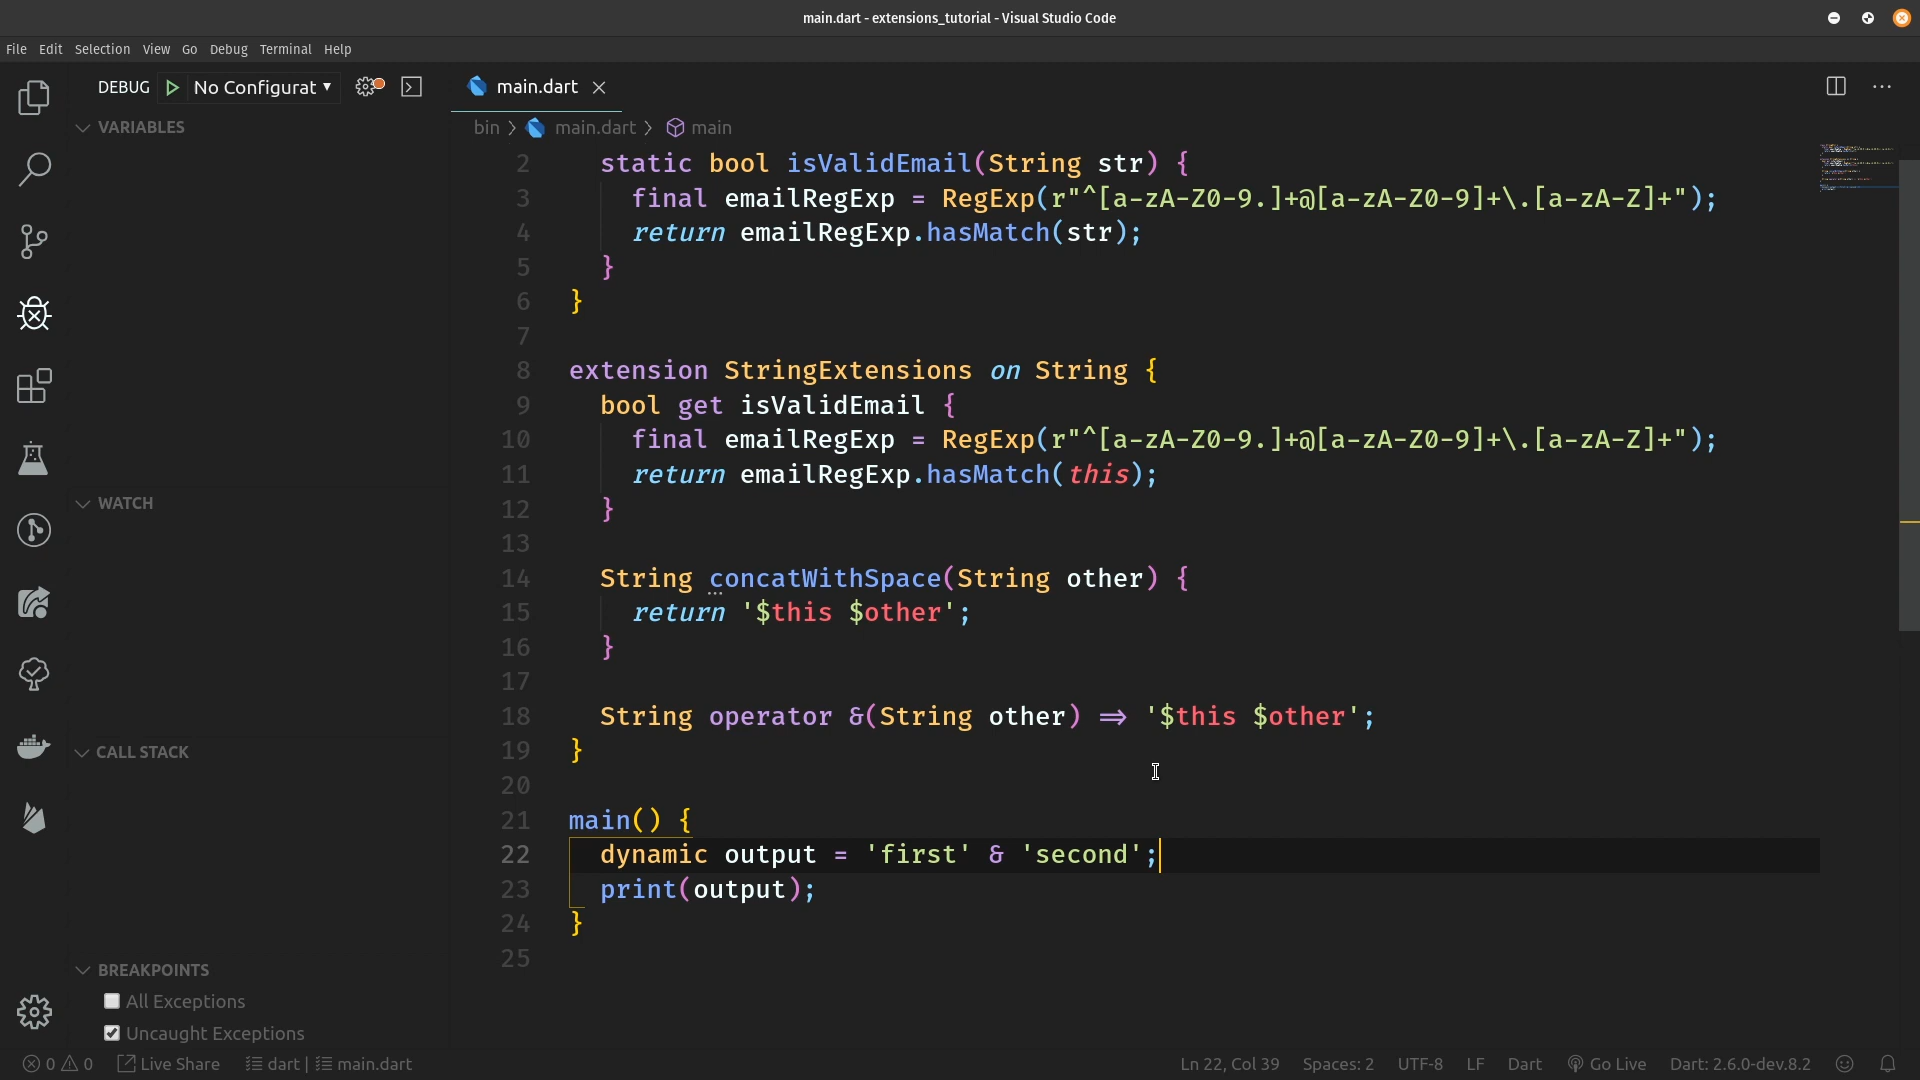 main.dart - extensions_tutorial - Visual Studio Code
File Edit Selection View Go Debug Terminal Help
DEBUG No Configurat
main.dart
VARIABLES
bin > main.dart > main
2 static bool isValidEmail(String str) {
3 final emailRegExp = RegExp(r"^[a-zA-Z0-9.]+@[a-zA-Z0-9]+\.[a-zA-Z]+");
4 return emailRegExp.hasMatch(str);
5 }
6 }
7
8 extension StringExtensions on String {
9 bool get isValidEmail {
10 final emailRegExp = RegExp(r"^[a-zA-Z0-9.]+@[a-zA-Z0-9]+\.[a-zA-Z]+");
11 return emailRegExp.hasMatch(this);
12 }
WATCH
13
14 String concatWithSpace(String other) {
15 return '$this $other';
16 }
17
18 String operator &(String other) => '$this $other';
19 }
CALL STACK
20
21 main() {
22 dynamic output = 'first' & 'second';
23 print(output);
24 }
25
BREAKPOINTS
All Exceptions
Uncaught Exceptions
0 0 Live Share dart | main.dart Ln 22, Col 39 Spaces: 2 UTF-8 LF Dart Go Live Dart: 2.6.0-dev.8.2